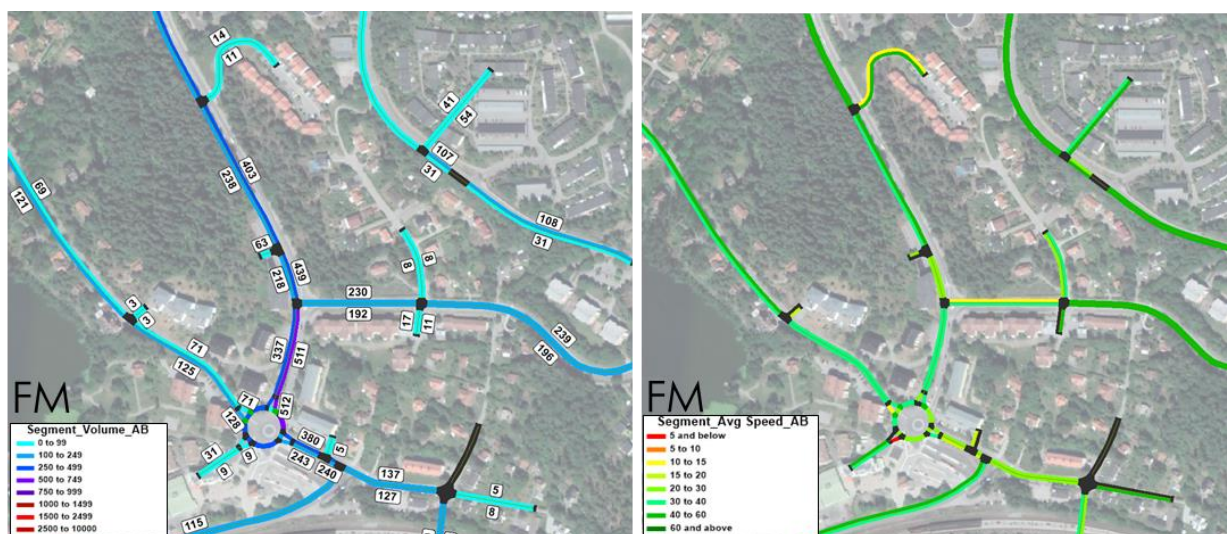 14
11
41
54
107
31
403
238
108
31
69
121
63
218
439
8
8
230
192
3
3
17
11
239
196
337
511
71
125
71
512
128
380
5
31
9
9
243
240
137
127
5
8
115
FM
Segment_Volume_AB
0 to 99
100 to 249
250 to 499
500 to 749
750 to 999
1000 to 1499
1500 to 2499
2500 to 10000
FM
Segment_Avg Speed_AB
5 and below
5 to 10
10 to 15
15 to 20
20 to 30
30 to 40
40 to 60
60 and above